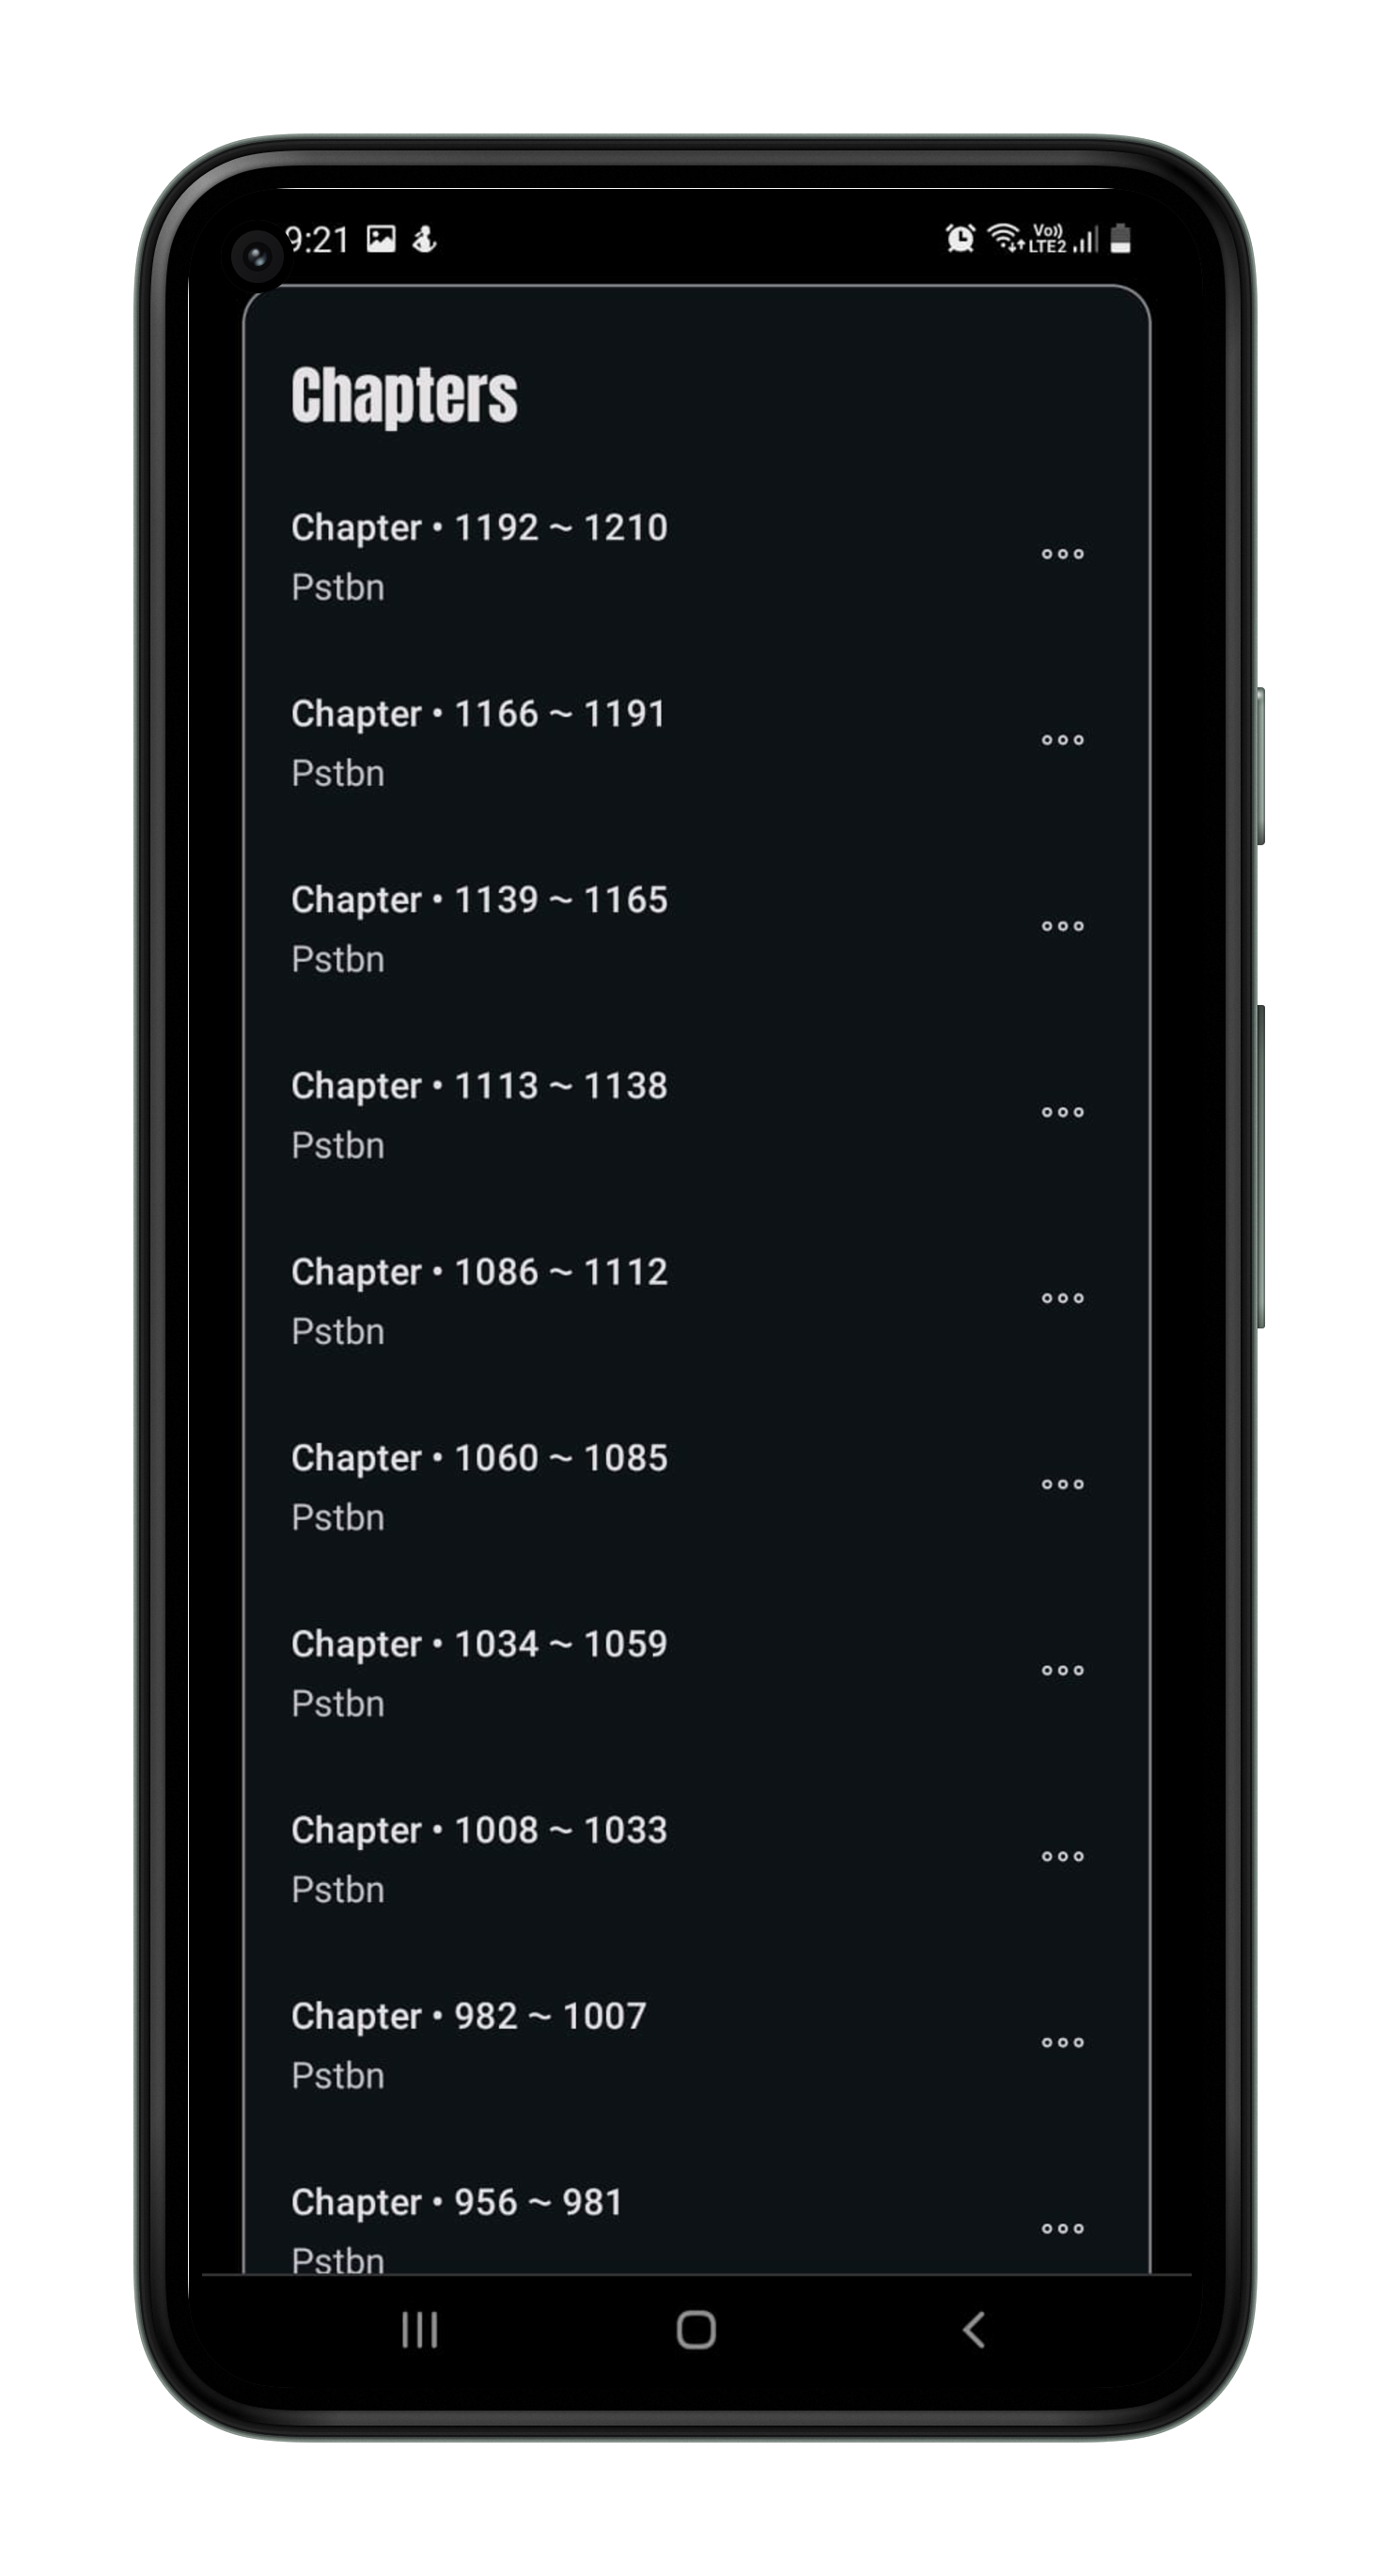 9:21
Vo))
LTE2
Chapters
Chapter • 1192 ~ 1210
Pstbn
Chapter • 1166 ~ 1191
Pstbn
Chapter • 1139 ~ 1165
Pstbn
Chapter • 1113 ~ 1138
Pstbn
Chapter • 1086 ~ 1112
Pstbn
Chapter • 1060 ~ 1085
Pstbn
Chapter • 1034 ~ 1059
Pstbn
Chapter • 1008 ~ 1033
Pstbn
Chapter • 982 ~ 1007
Pstbn
Chapter • 956 ~ 981
Pstbn